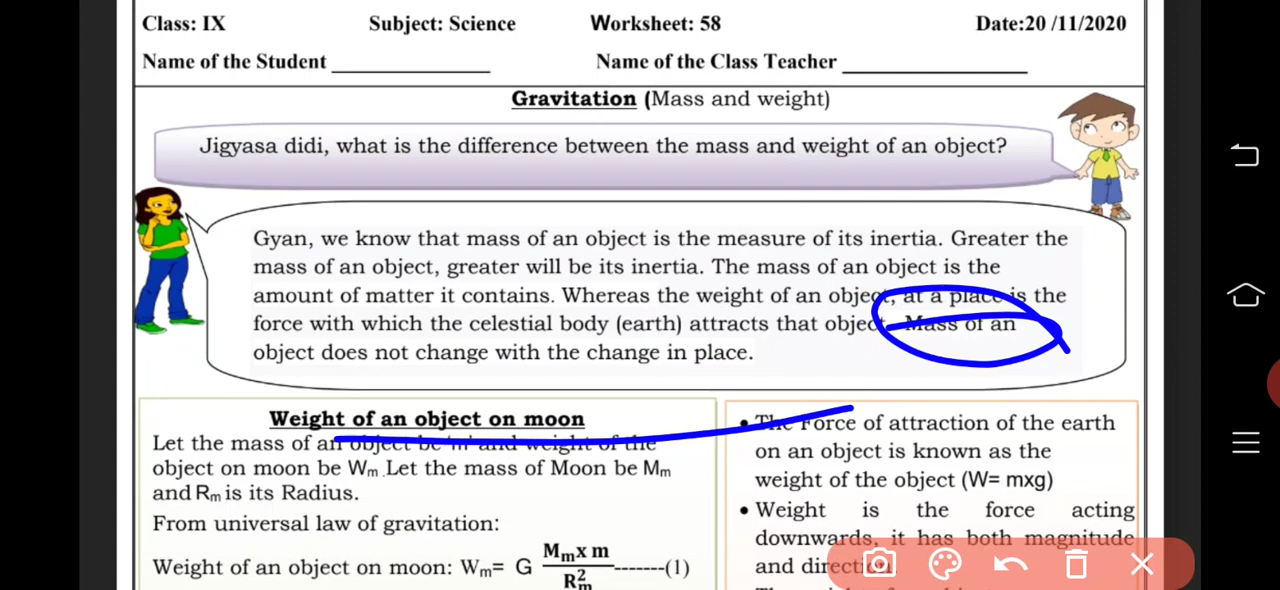 Class: IX Subject: Science Worksheet: 58 Date:20 /11/2020
Name of the Student ____________ Name of the Class Teacher ____________
Gravitation (Mass and weight)
Jigyasa didi, what is the difference between the mass and weight of an object?
Gyan, we know that mass of an object is the measure of its inertia. Greater the
mass of an object, greater will be its inertia. The mass of an object is the
amount of matter it contains. Whereas the weight of an object, at a place is the
force with which the celestial body (earth) attracts that object. Mass of an
object does not change with the change in place.
Weight of an object on moon
Let the mass of an object be 'm' and weight of the
object on moon be Wm .Let the mass of Moon be Mm
and Rm is its Radius.
From universal law of gravitation:
Weight of an object on moon: Wm= G Mm x m / R²m -------(1)
• The Force of attraction of the earth
on an object is known as the
weight of the object (W= mxg)
• Weight is the force acting
downwards, it has both magnitude
and direction.